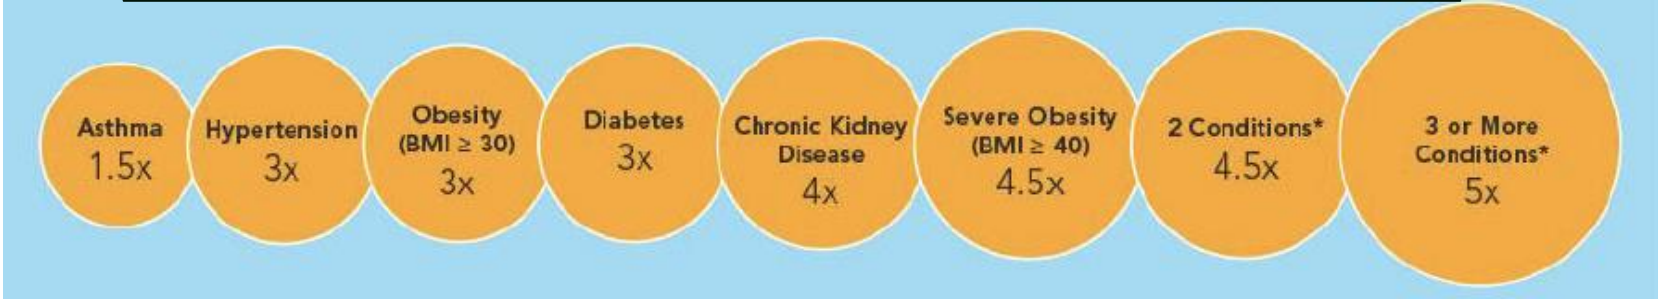 Asthma
1.5x
Hypertension
3x
Obesity
(BMI ≥ 30)
3x
Diabetes
3x
Chronic Kidney
Disease
4x
Severe Obesity
(BMI ≥ 40)
4.5x
2 Conditions*
4.5x
3 or More
Conditions*
5x